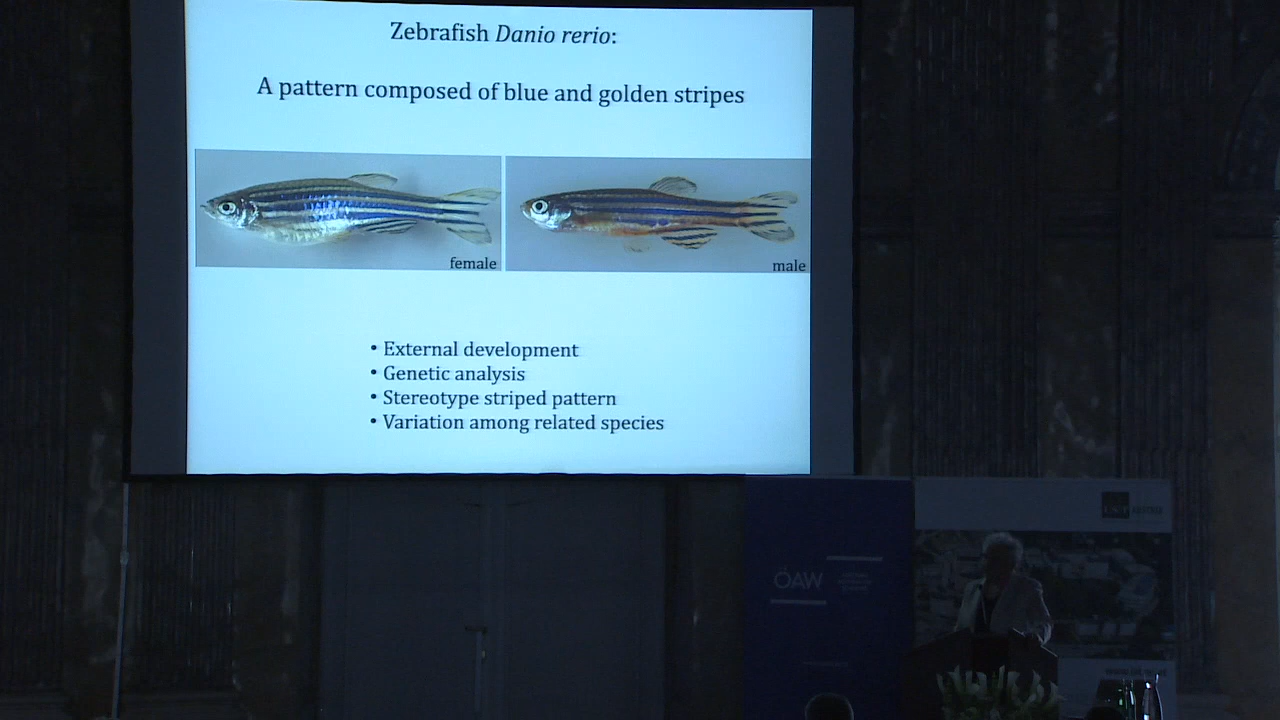 Zebrafish Danio rerio:
A pattern composed of blue and golden stripes
female
male
• External development
• Genetic analysis
• Stereotype striped pattern
• Variation among related species
ÖAW